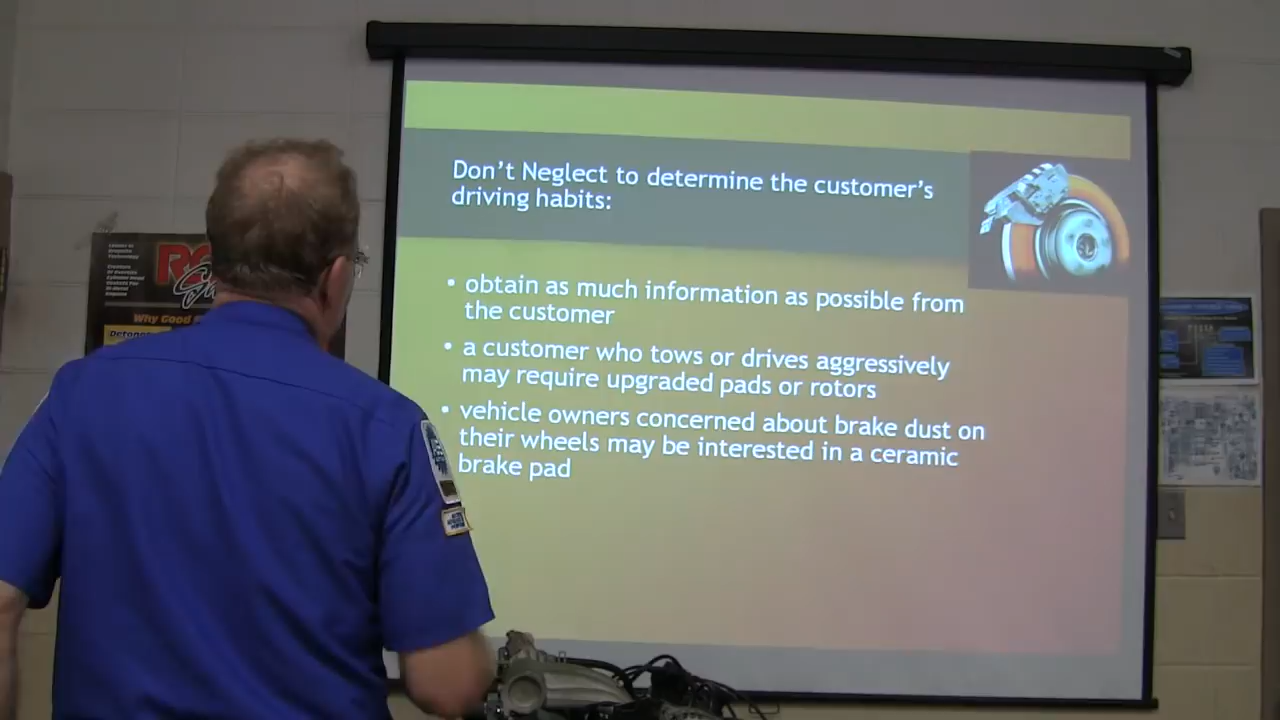 Don't Neglect to determine the customer's
driving habits:
• obtain as much information as possible from
the customer
• a customer who tows or drives aggressively
may require upgraded pads or rotors
• vehicle owners concerned about brake dust on
their wheels may be interested in a ceramic
brake pad
Why Good